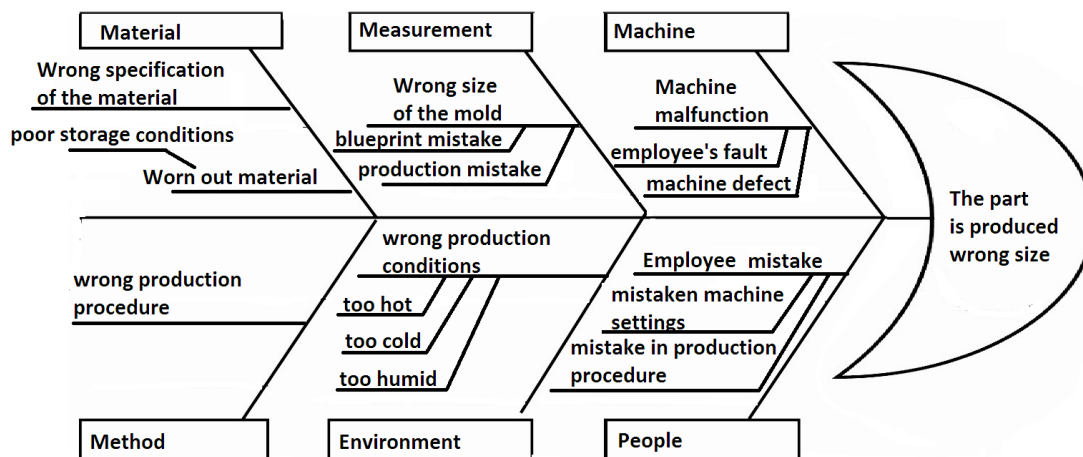 Material
Measurement
Machine
Wrong specification
of the material
poor storage conditions
Worn out material
Wrong size
of the mold
blueprint mistake
production mistake
Machine
malfunction
employee's fault
machine defect
The part
is produced
wrong size
wrong production
procedure
wrong production
conditions
too hot
too cold
too humid
Employee mistake
mistaken machine
settings
mistake in production
procedure
Method
Environment
People